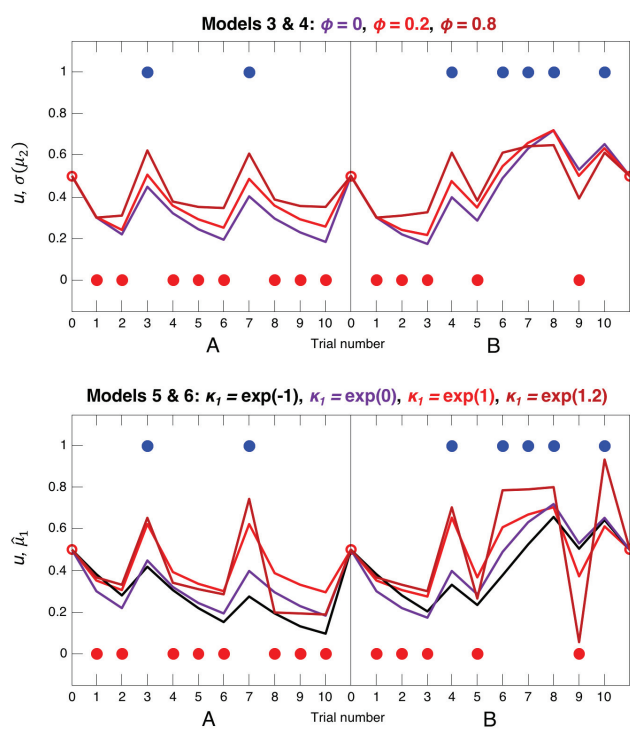 Models 3 & 4: ϕ = 0, ϕ = 0.2, ϕ = 0.8
u, σ(μ₂)
1
0.8
0.6
0.4
0.2
0
0 1 2 3 4 5 6 7 8 9 10 0 1 2 3 4 5 6 7 8 9 10
A Trial number B
Models 5 & 6: κ₁ = exp(-1), κ₁ = exp(0), κ₁ = exp(1), κ₁ = exp(1.2)
u, μ̂₁
1
0.8
0.6
0.4
0.2
0
0 1 2 3 4 5 6 7 8 9 10 0 1 2 3 4 5 6 7 8 9 10
A Trial number B